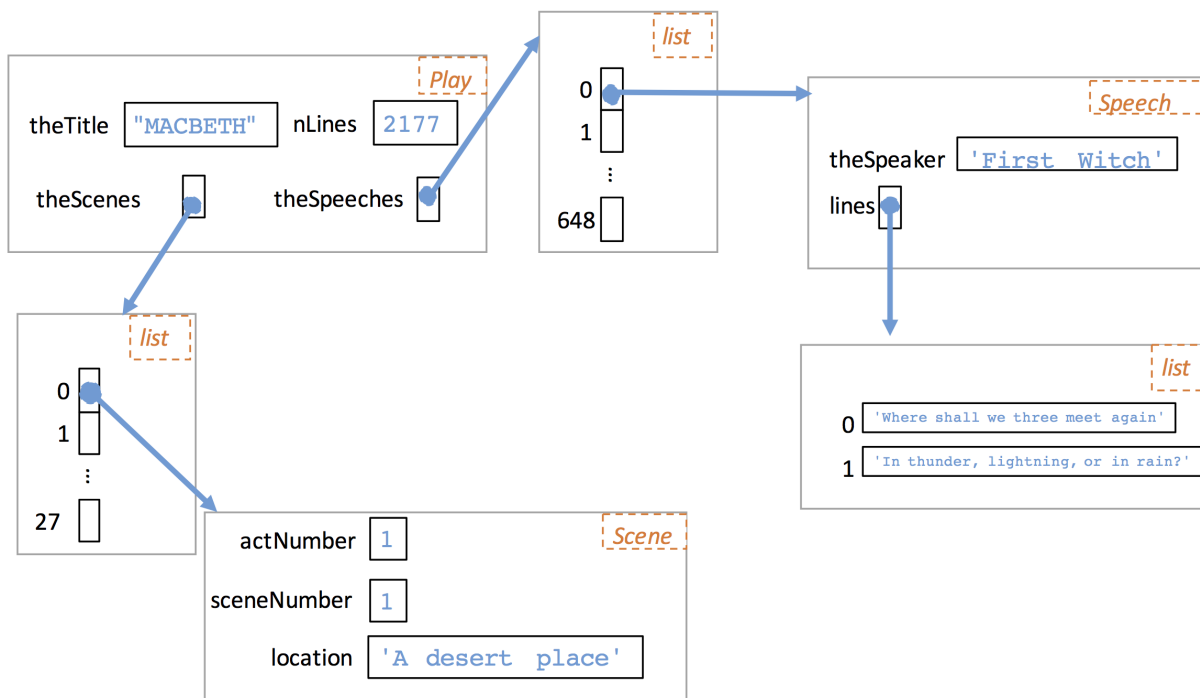 Play
theTitle "MACBETH" nLines 2177
theScenes theSpeeches
list
0
1
...
648
Speech
theSpeaker 'First Witch'
lines
list
0 'Where shall we three meet again'
1 'In thunder, lightning, or in rain?'
list
0
1
...
27
Scene
actNumber 1
sceneNumber 1
location 'A desert place'